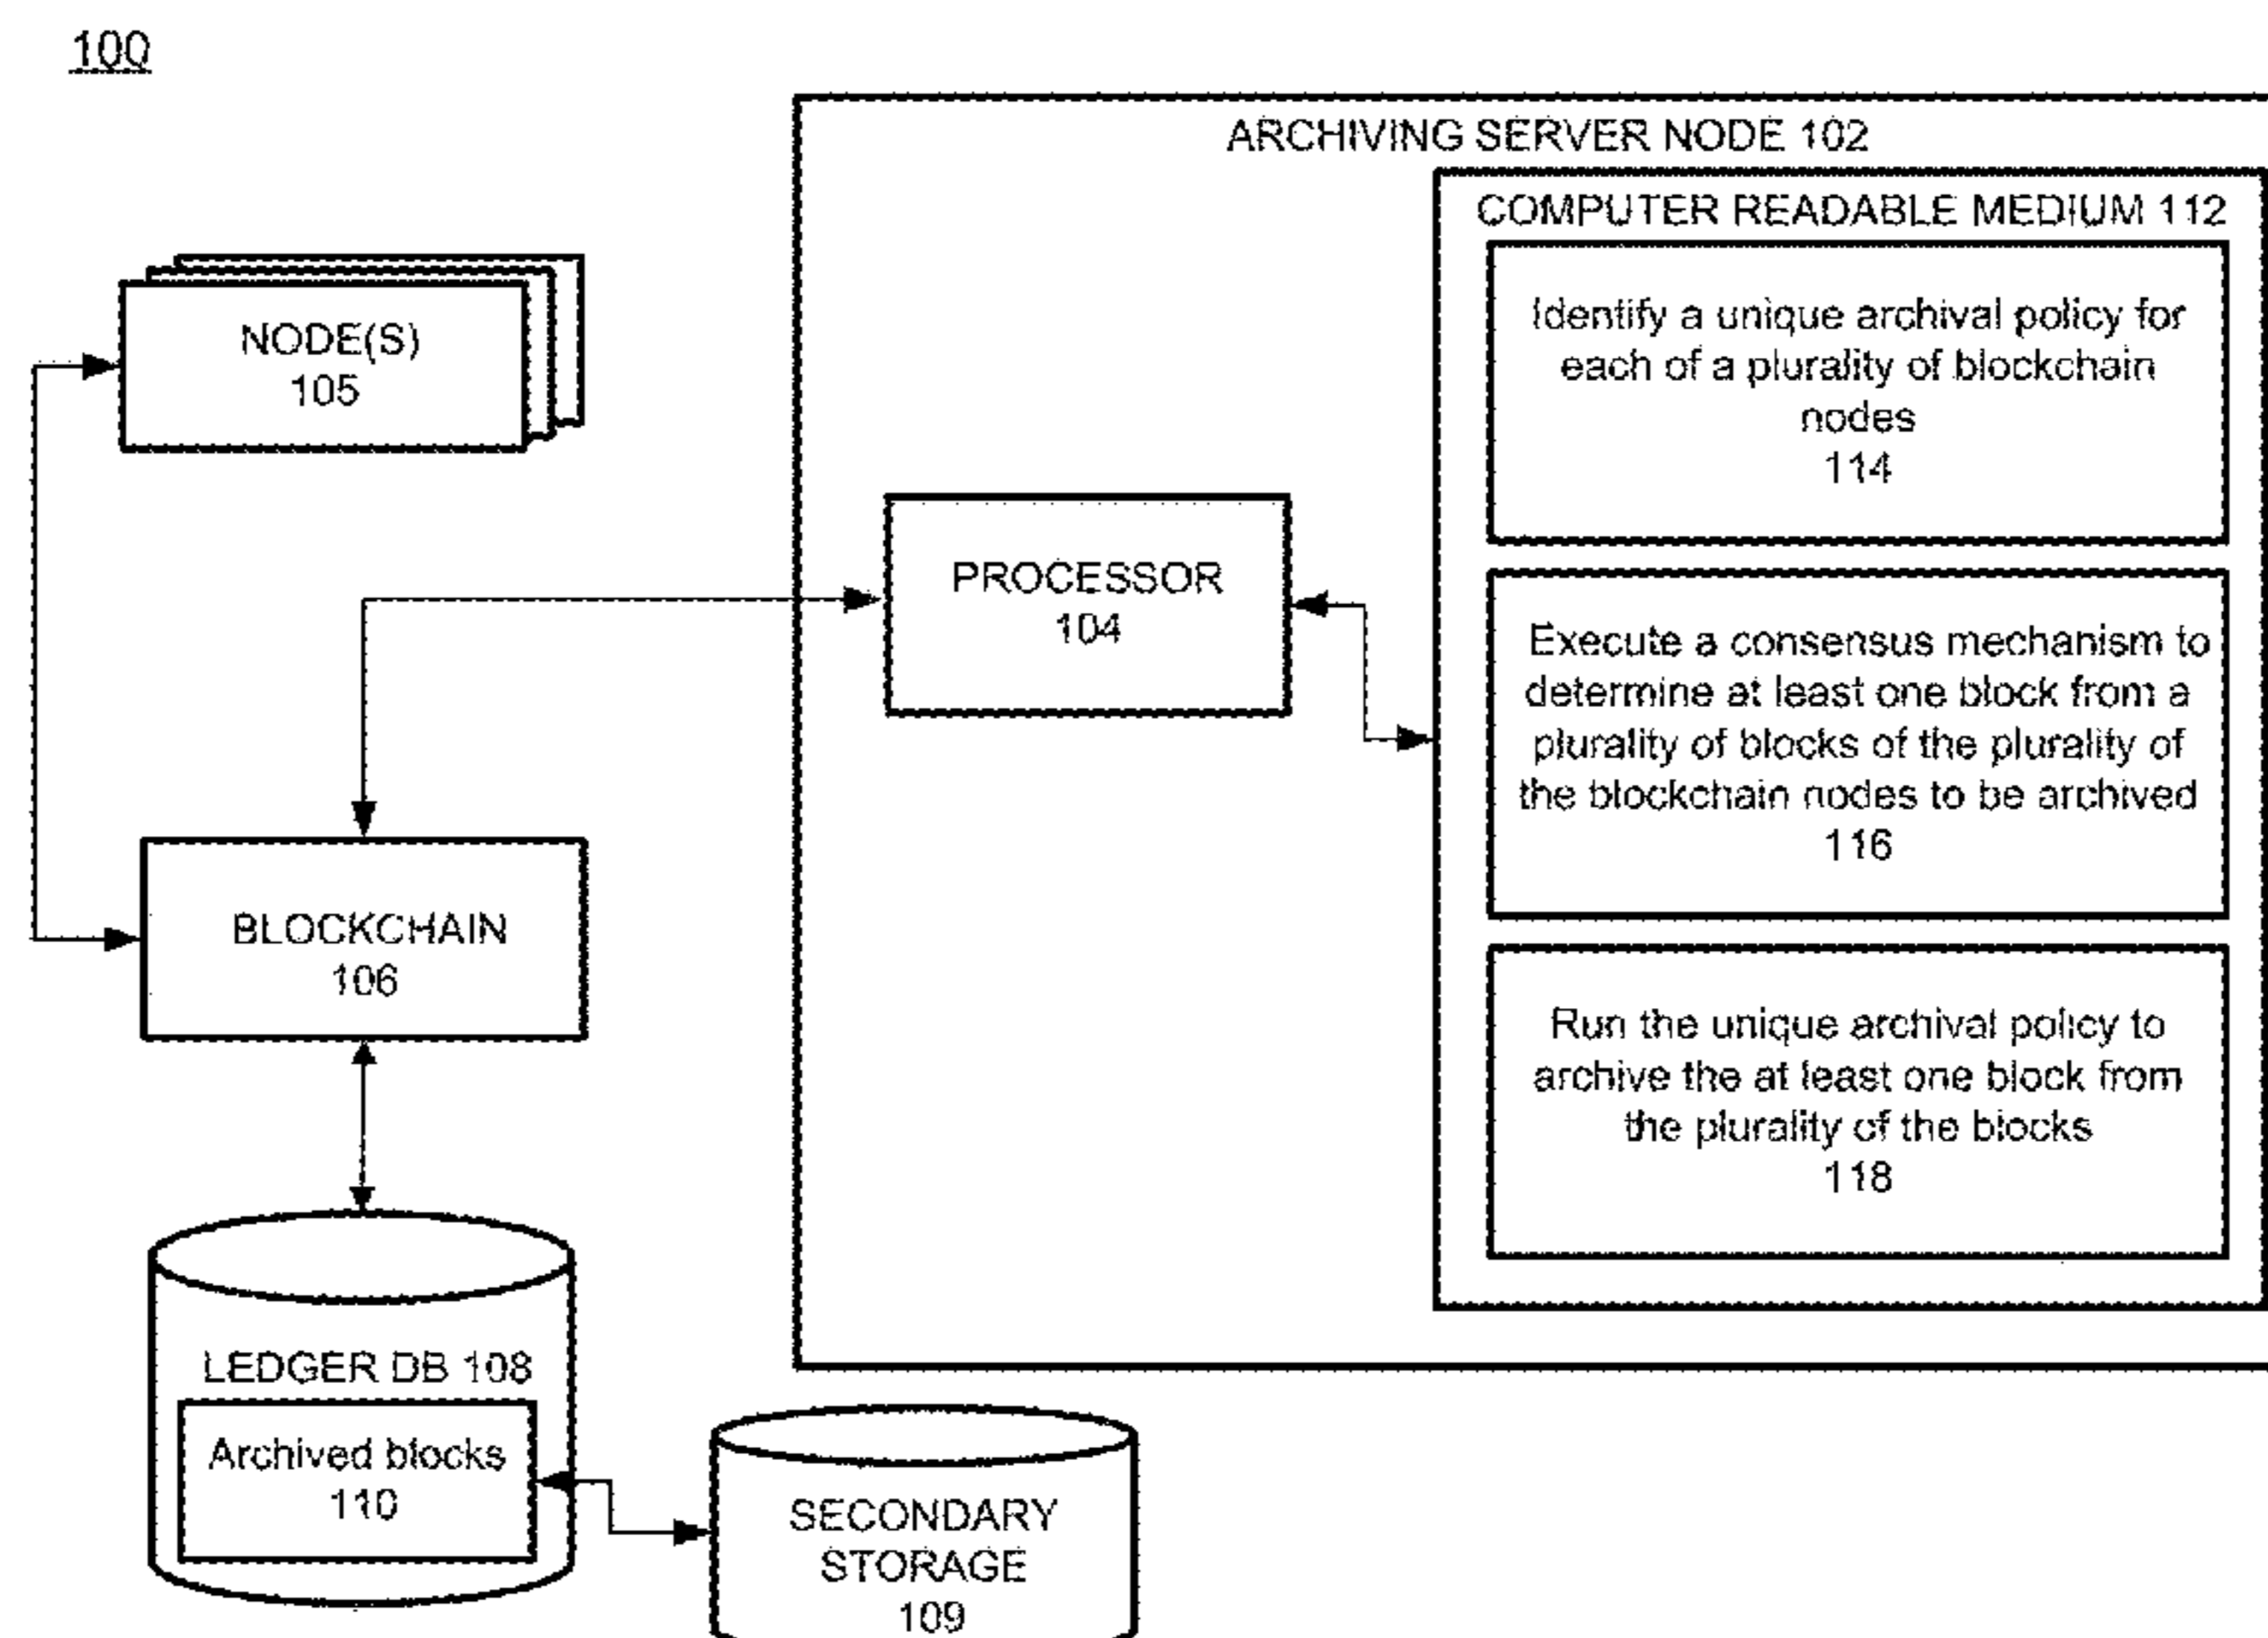 100
ARCHIVING SERVER NODE 102
COMPUTER READABLE MEDIUM 112
Identify a unique archival policy for
each of a plurality of blockchain
nodes
114
NODE(S)
105
PROCESSOR
104
Execute a consensus mechanism to
determine at least one block from a
plurality of blocks of the plurality of
the blockchain nodes to be archived
116
BLOCKCHAIN
106
Run the unique archival policy to
archive the at least one block from
the plurality of the blocks
118
LEDGER DB 108
Archived blocks
110
SECONDARY
STORAGE
109